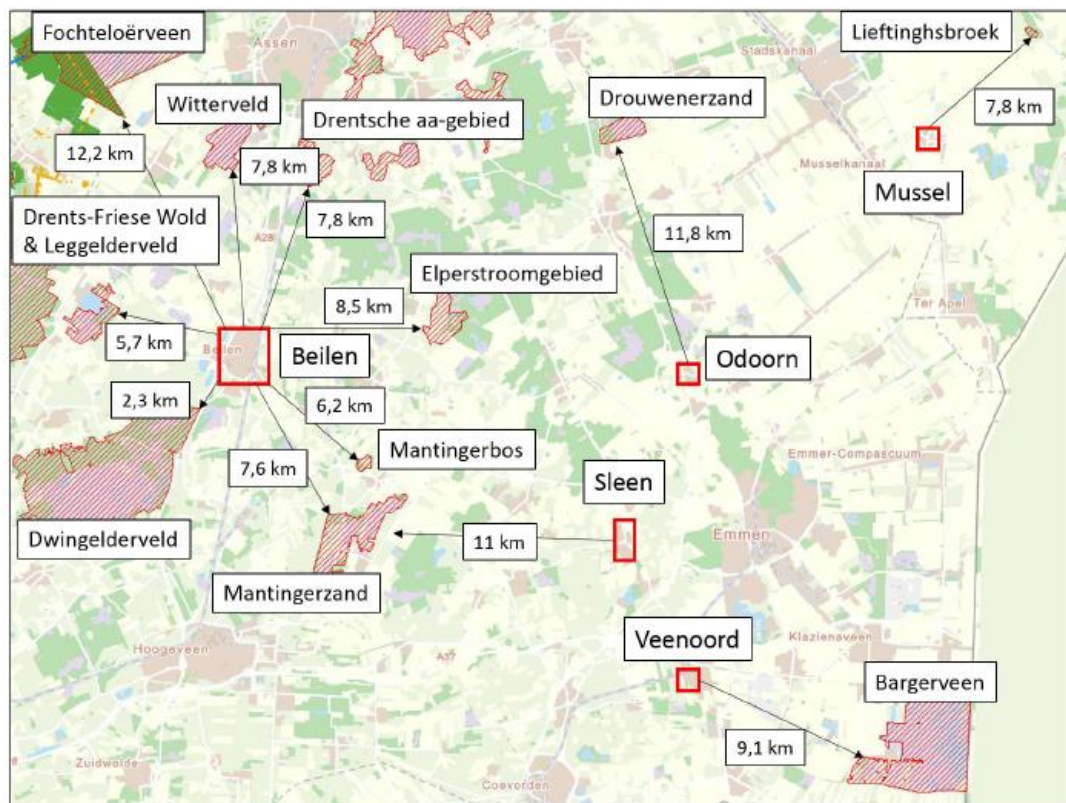 Fochteloërveen
Assen
Stadskanaal
Lieftinghsbroek
Witterveld
Drouwenerzand
7,8 km
Drentsche aa-gebied
12,2 km
7,8 km
Musselkanaal
Mussel
Drents-Friese Wold
& Leggelderveld
7,8 km
11,8 km
A28
Elperstroomgebied
8,5 km
Ter Apel
5,7 km
Beilen
Beilen
Odoorn
2,3 km
6,2 km
Mantingerbos
7,6 km
Emmer-Compascuum
Sleen
Dwingelderveld
11 km
Emmen
Mantingerzand
Veenoord
Klazienaveen
Hoogeveen
A37
Bargerveen
9,1 km
Zuidwolde
Coevorden